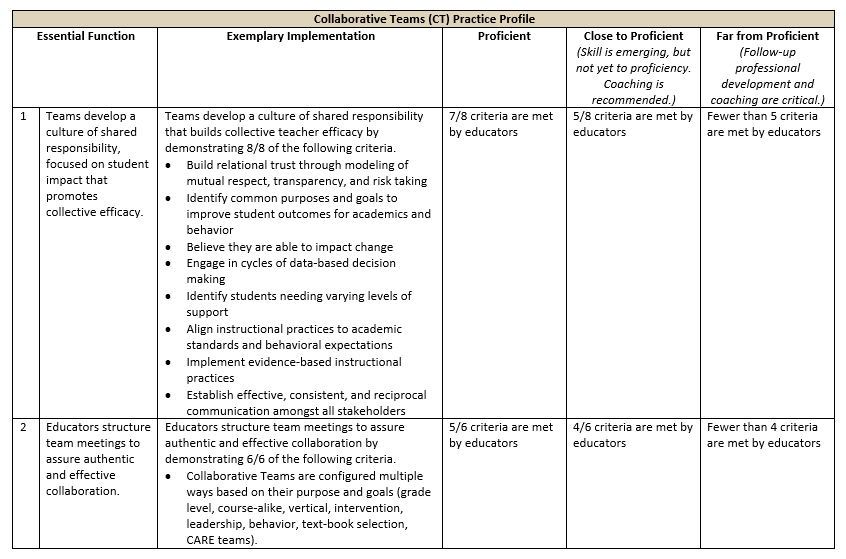 Collaborative Teams (CT) Practice Profile
Essential Function
Exemplary Implementation
Proficient
Close to Proficient
(Skill is emerging, but
not yet to proficiency.
Coaching is
recommended.)
Far from Proficient
(Follow-up
professional
development and
coaching are critical.)
1
Teams develop a
culture of shared
responsibility,
focused on student
impact that
promotes
collective efficacy.
Teams develop a culture of shared responsibility
that builds collective teacher efficacy by
demonstrating 8/8 of the following criteria.
• Build relational trust through modeling of
mutual respect, transparency, and risk taking
• Identify common purposes and goals to
improve student outcomes for academics and
behavior
• Believe they are able to impact change
• Engage in cycles of data-based decision
making
• Identify students needing varying levels of
support
• Align instructional practices to academic
standards and behavioral expectations
• Implement evidence-based instructional
practices
• Establish effective, consistent, and reciprocal
communication amongst all stakeholders
7/8 criteria are met
by educators
5/8 criteria are met by
educators
Fewer than 5 criteria
are met by educators
2
Educators structure
team meetings to
assure authentic
and effective
collaboration.
Educators structure team meetings to assure
authentic and effective collaboration by
demonstrating 6/6 of the following criteria.
• Collaborative Teams are configured multiple
ways based on their purpose and goals (grade
level, course-alike, vertical, intervention,
leadership, behavior, text-book selection,
CARE teams).
5/6 criteria are met
by educators
4/6 criteria are met by
educators
Fewer than 4 criteria
are met by educators